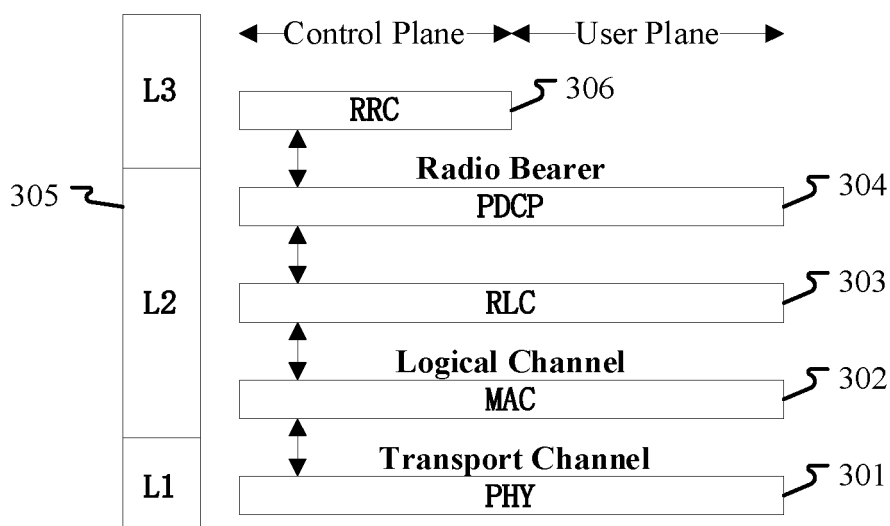 Control Plane User Plane
L3
RRC
306
Radio Bearer
305
PDCP
304
L2
RLC
303
Logical Channel
MAC
302
Transport Channel
L1
PHY
301